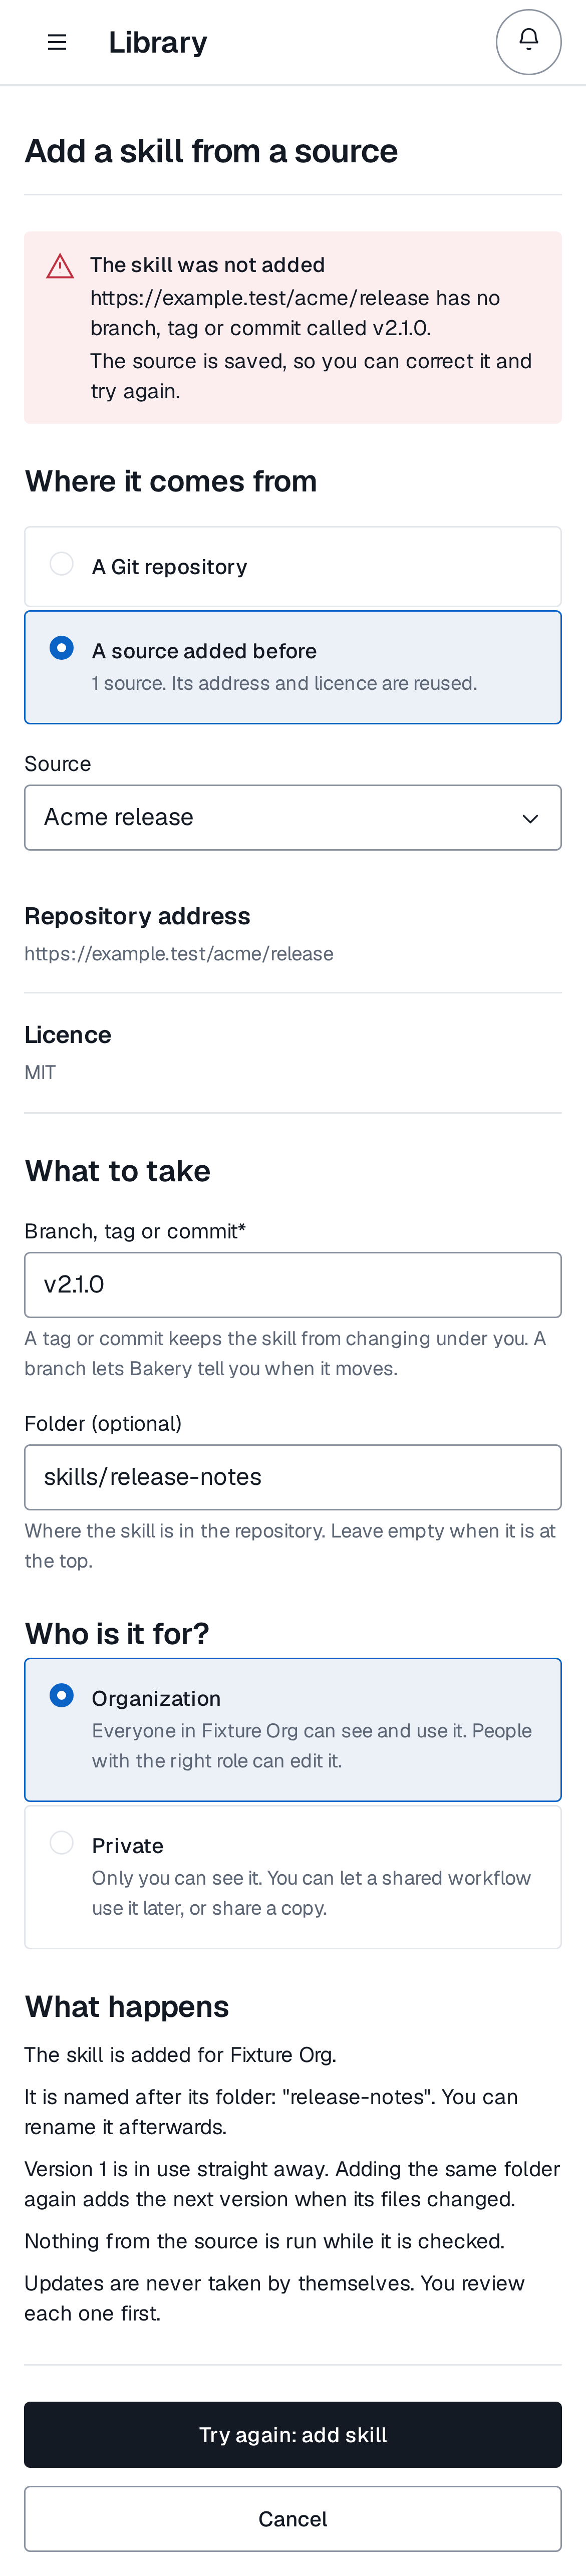 Library
Add a skill from a source
The skill was not added
https://example.test/acme/release has no
branch, tag or commit called v2.1.0.
The source is saved, so you can correct it and
try again.
Where it comes from
A Git repository
A source added before
1 source. Its address and licence are reused.
Source
Acme release
Repository address
https://example.test/acme/release
Licence
MIT
What to take
Branch, tag or commit*
v2.1.0
A tag or commit keeps the skill from changing under you. A
branch lets Bakery tell you when it moves.
Folder (optional)
skills/release-notes
Where the skill is in the repository. Leave empty when it is at
the top.
Who is it for?
Organization
Everyone in Fixture Org can see and use it. People
with the right role can edit it.
Private
Only you can see it. You can let a shared workflow
use it later, or share a copy.
What happens
The skill is added for Fixture Org.
It is named after its folder: "release-notes". You can
rename it afterwards.
Version 1 is in use straight away. Adding the same folder
again adds the next version when its files changed.
Nothing from the source is run while it is checked.
Updates are never taken by themselves. You review
each one first.
Try again: add skill
Cancel